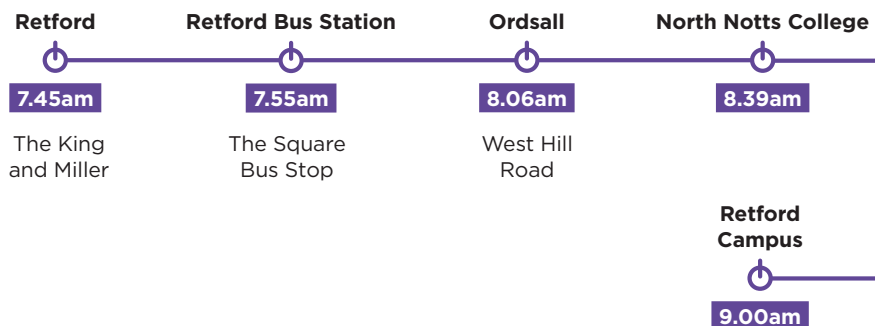 Retford
Retford Bus Station
Ordsall
North Notts College
7.45am
7.55am
8.06am
8.39am
The King
and Miller
The Square
Bus Stop
West Hill
Road
Retford
Campus
9.00am